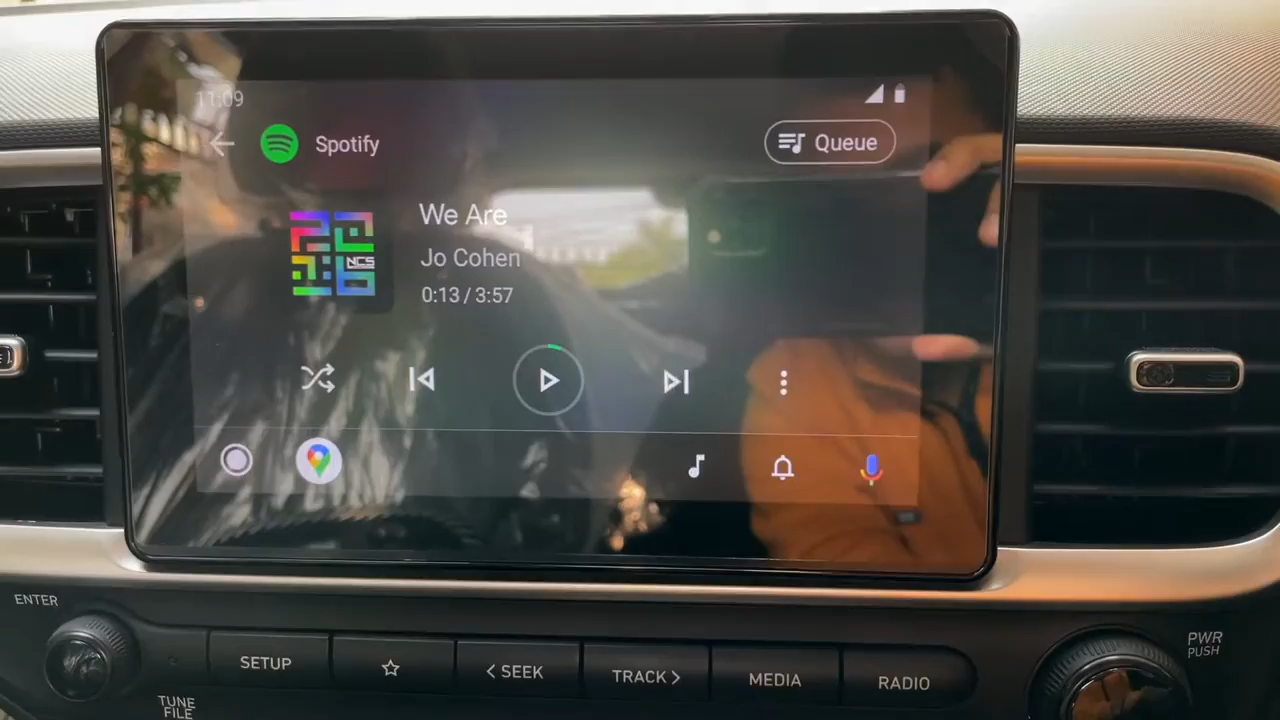 11:09
Spotify
Queue
We Are
Jo Cohen
0:13 / 3:57
NCS
ENTER
SETUP
< SEEK
TRACK >
MEDIA
RADIO
PWR
PUSH
TUNE
FILE